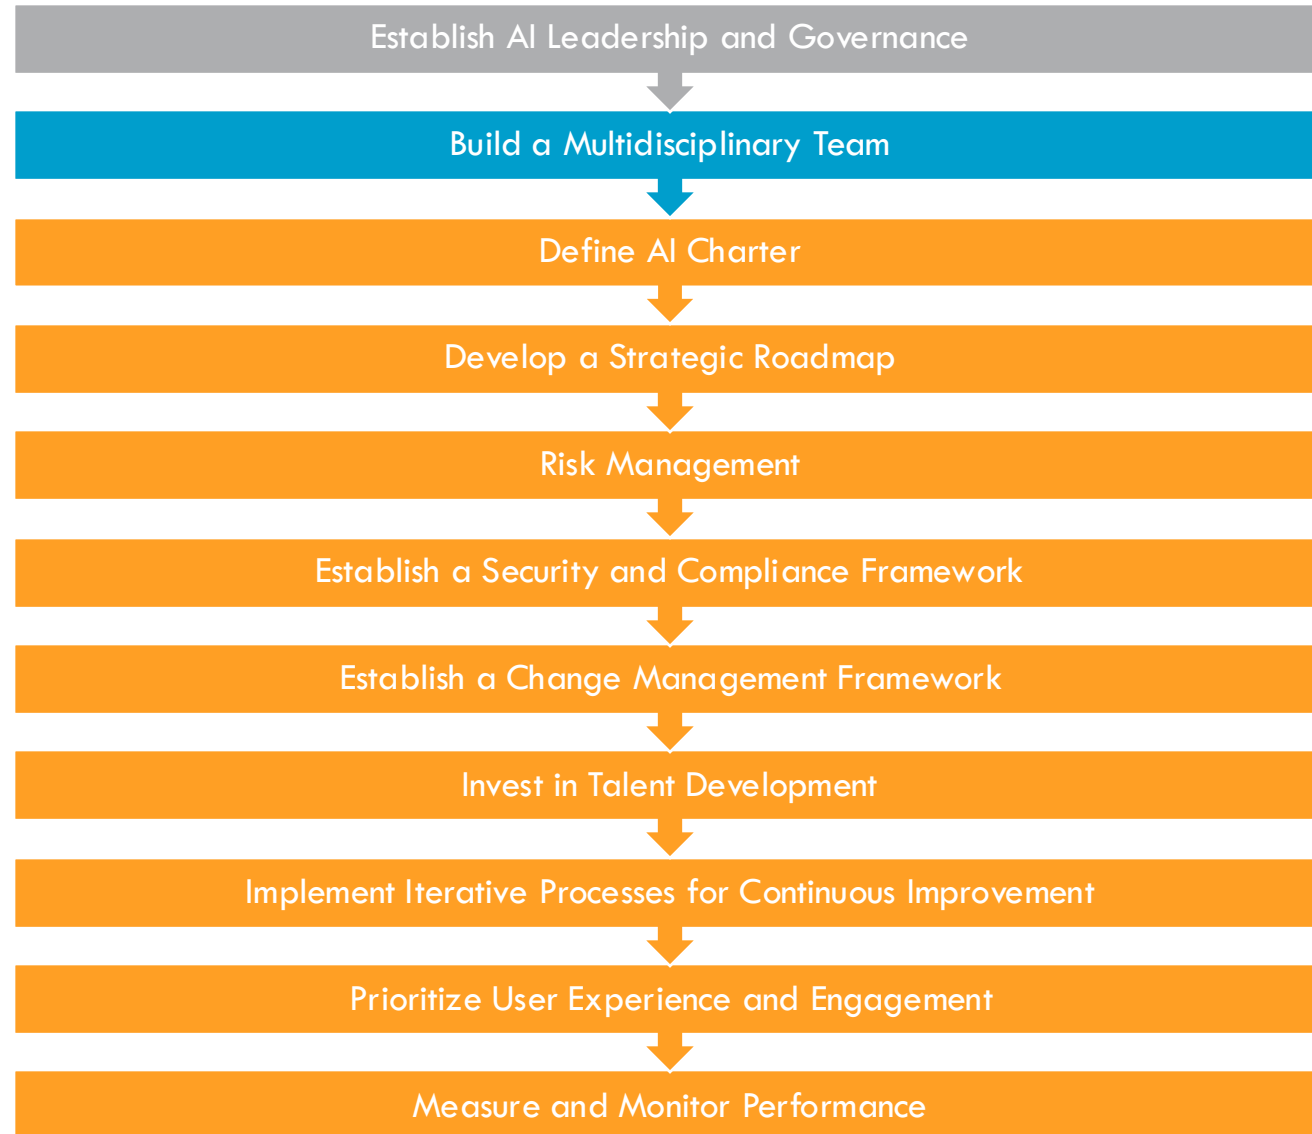 Establish AI Leadership and Governance
Build a Multidisciplinary Team
Define AI Charter
Develop a Strategic Roadmap
Risk Management
Establish a Security and Compliance Framework
Establish a Change Management Framework
Invest in Talent Development
Implement Iterative Processes for Continuous Improvement
Prioritize User Experience and Engagement
Measure and Monitor Performance